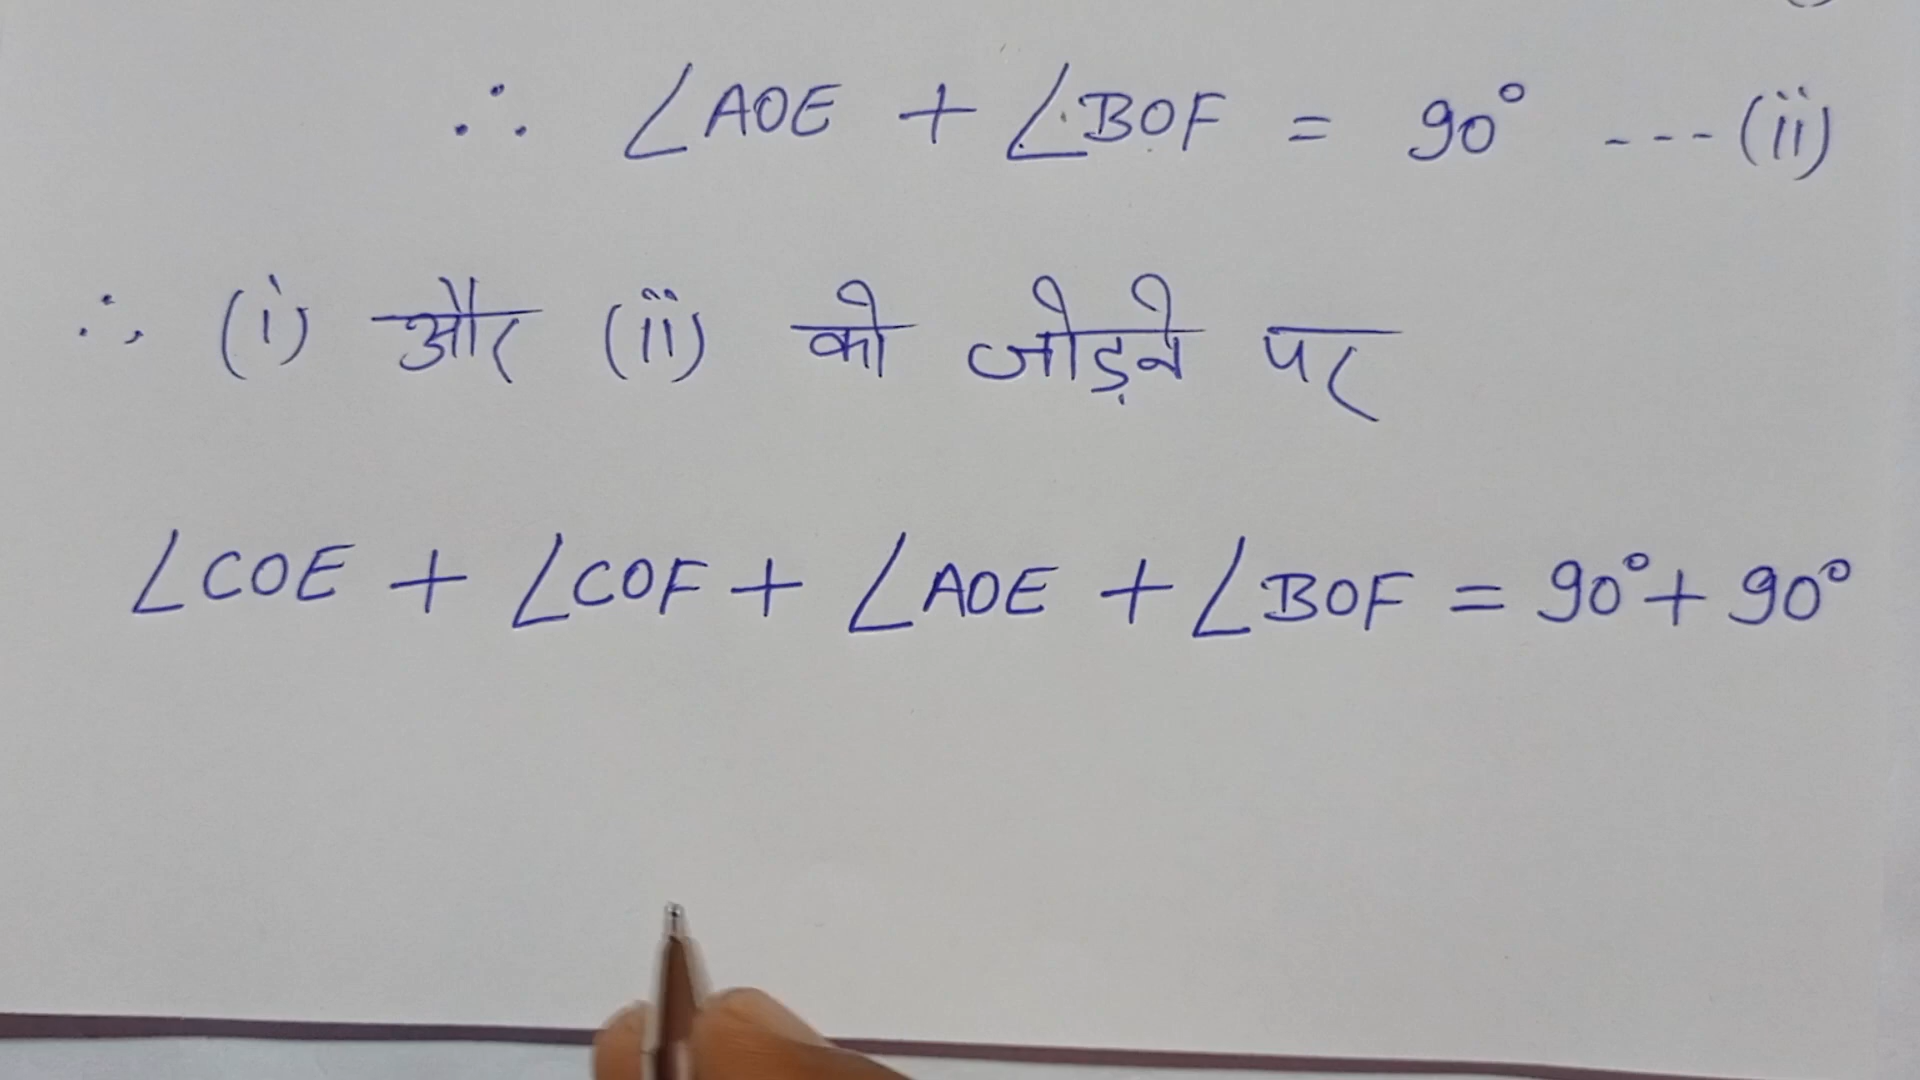 ∴ ∠AOE + ∠BOF = 90° ---(ii)
∴ (i) और (ii) को जोड़ने पर
∠COE + ∠COF + ∠AOE + ∠BOF = 90° + 90°